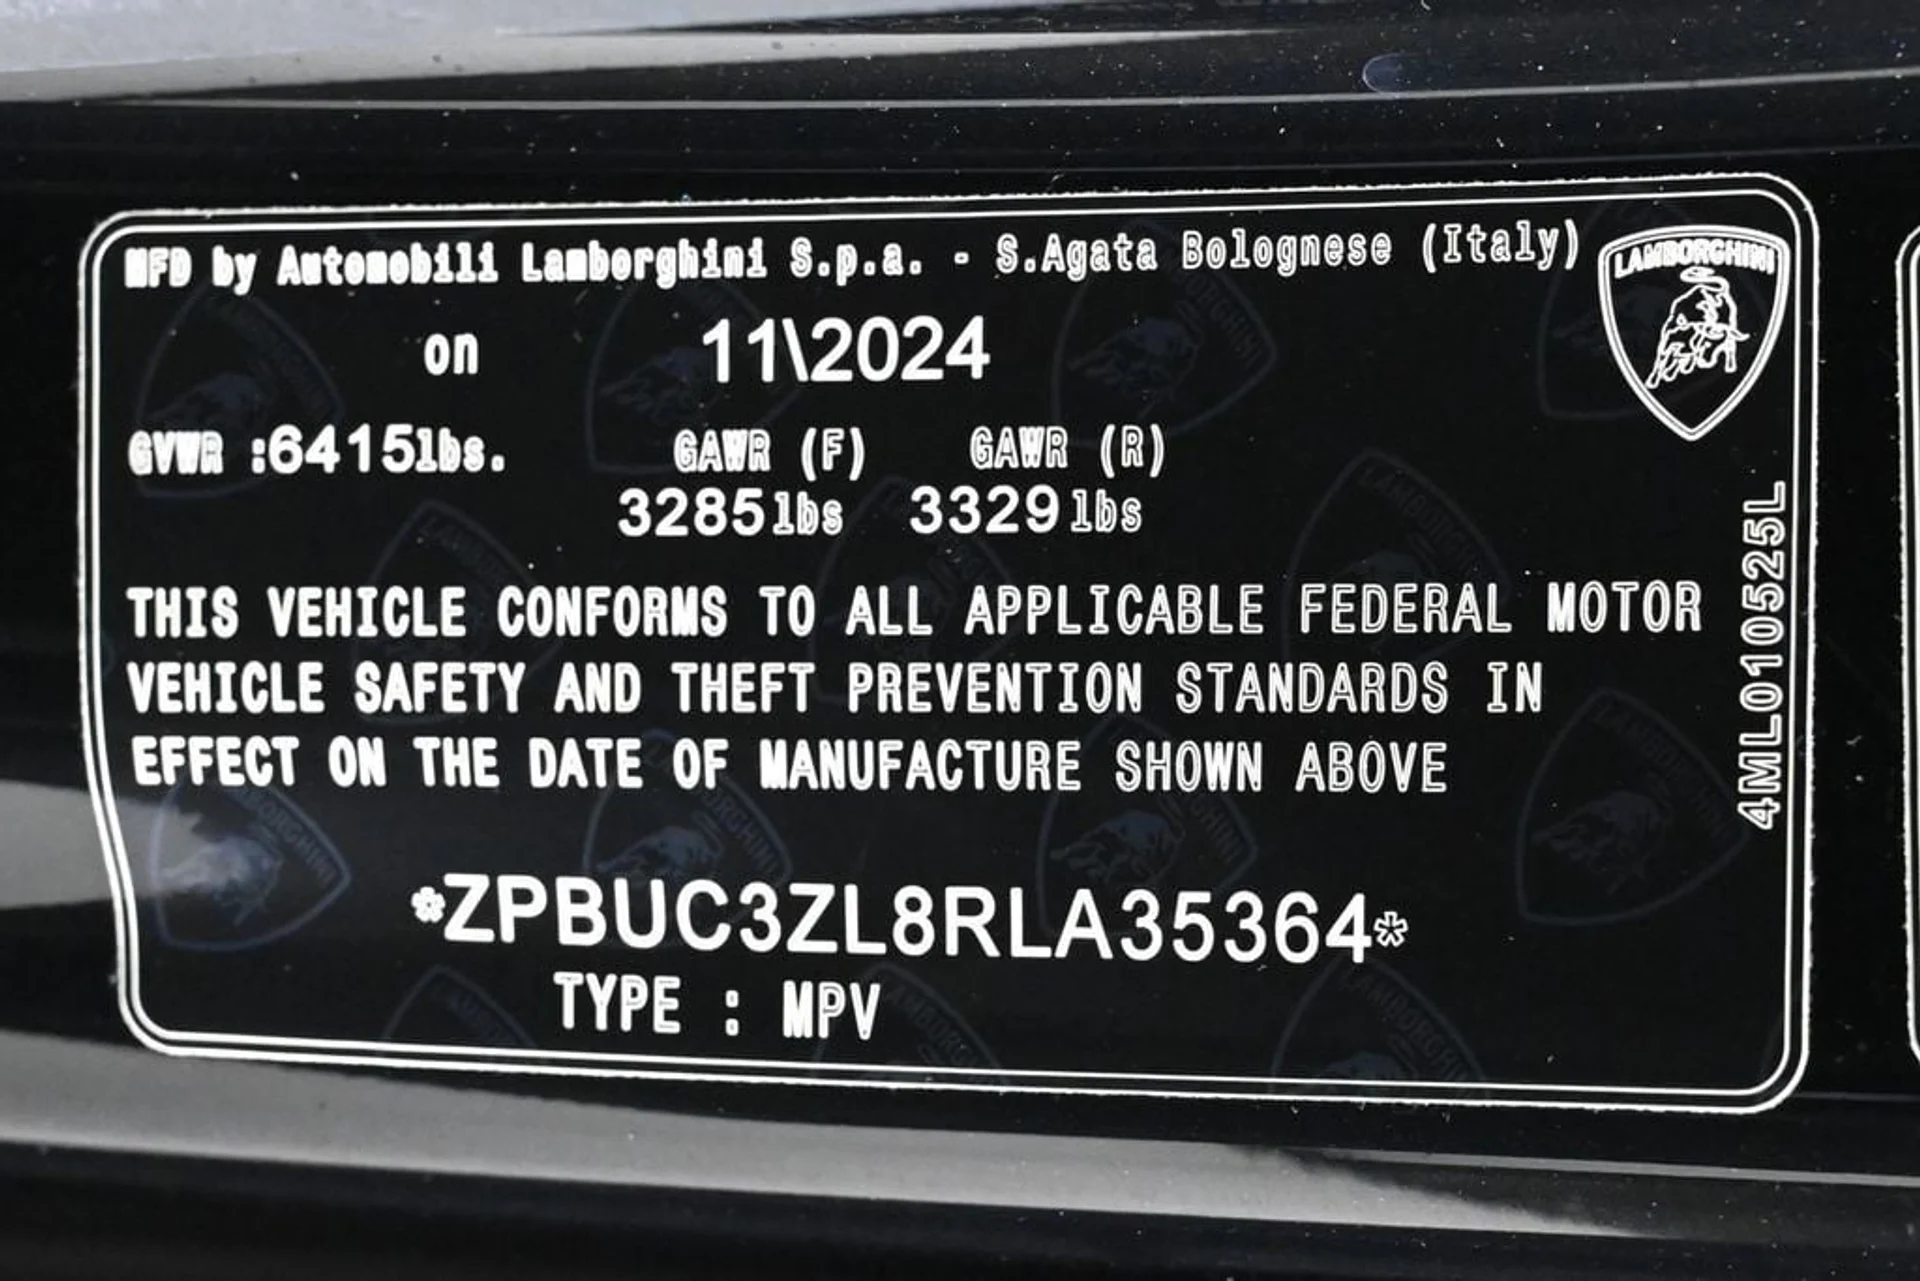 MFD by Automobili Lamborghini S.p.a. - S.Agata Bolognese (Italy)
LAMBORGHINI
on 11\2024
GVWR :6415lbs. GAWR (F) GAWR (R)
3285lbs 3329lbs
THIS VEHICLE CONFORMS TO ALL APPLICABLE FEDERAL MOTOR
VEHICLE SAFETY AND THEFT PREVENTION STANDARDS IN
EFFECT ON THE DATE OF MANUFACTURE SHOWN ABOVE
4ML010525L
*ZPBUC3ZL8RLA35364*
TYPE : MPV